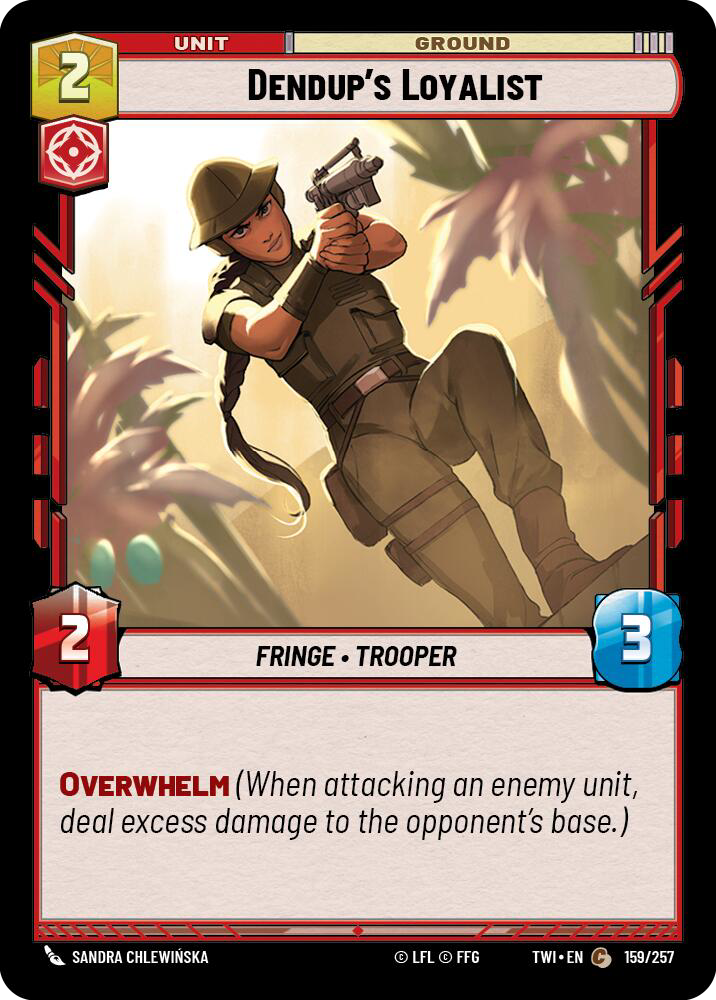 UNIT
GROUND
2
DENDUP'S LOYALIST
2
FRINGE • TROOPER
3
OVERWHELM (When attacking an enemy unit,
deal excess damage to the opponent's base.)
SANDRA CHLEWIŃSKA
© LFL © FFG
TWI • EN
C
159/257